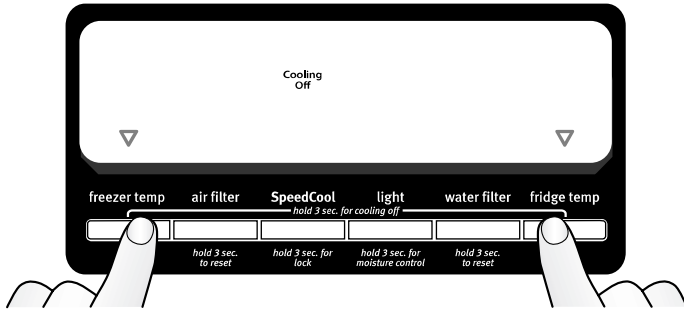 Cooling
Off
freezer temp air filter SpeedCool light water filter fridge temp
hold 3 sec. for cooling off
hold 3 sec. to reset
hold 3 sec. for lock
hold 3 sec. for moisture control
hold 3 sec. to reset